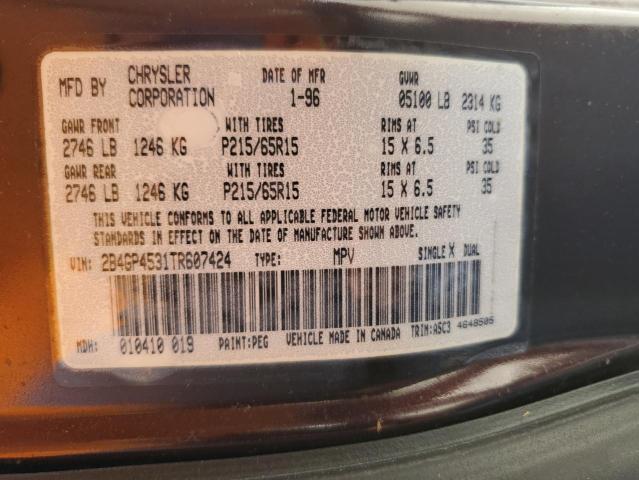 MFD BY CHRYSLER CORPORATION DATE OF MFR 1-96 GVWR 05100 LB 2314 KG
GAWR FRONT WITH TIRES RIMS AT PSI COLD
2746 LB 1246 KG P215/65R15 15 X 6.5 35
GAWR REAR WITH TIRES RIMS AT PSI COLD
2746 LB 1246 KG P215/65R15 15 X 6.5 35
THIS VEHICLE CONFORMS TO ALL APPLICABLE FEDERAL MOTOR VEHICLE SAFETY
STANDARDS IN EFFECT ON THE DATE OF MANUFACTURE SHOWN ABOVE.
VIN: 2B4GP4531TR607424 TYPE: MPV SINGLE X DUAL
MDH: 010410 019 PAINT:PEG VEHICLE MADE IN CANADA TRIM:A5C3 4648505